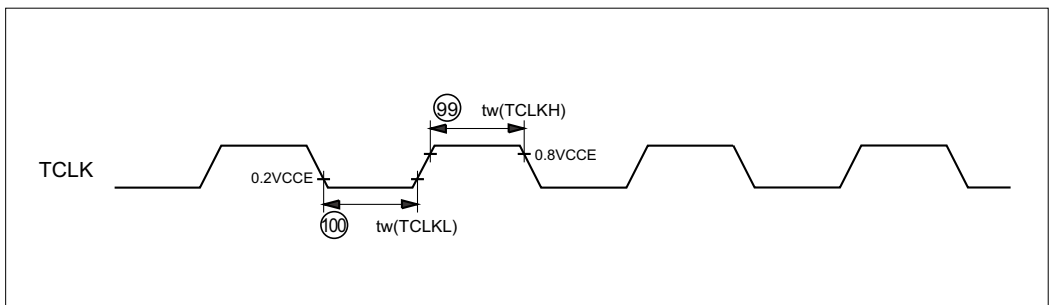 99 tw(TCLKH)
TCLK
0.8VCCE
0.2VCCE
100 tw(TCLKL)